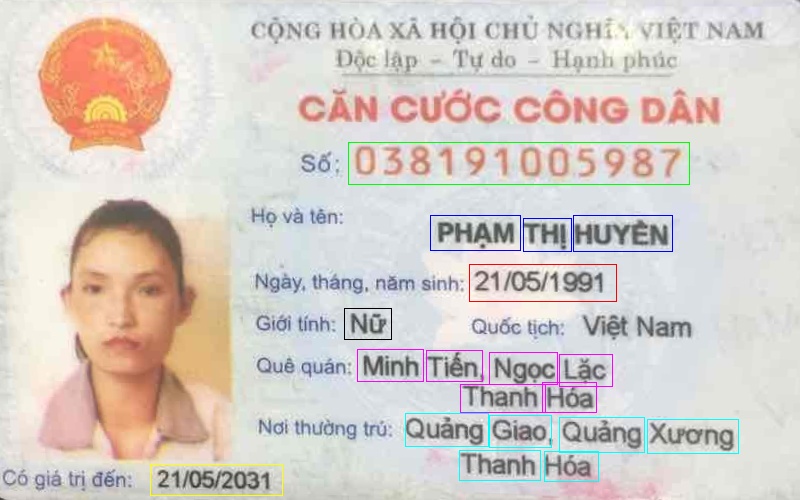 CỘNG HÒA XÃ HỘI CHỦ NGHĨA VIỆT NAM
Độc lập - Tự do - Hạnh phúc
CĂN CƯỚC CÔNG DÂN
Số: 038191005987
Họ và tên:
PHẠM THỊ HUYỀN
Ngày, tháng, năm sinh: 21/05/1991
Giới tính: Nữ Quốc tịch: Việt Nam
Quê quán: Minh Tiến, Ngọc Lặc
Thanh Hóa
Nơi thường trú: Quảng Giao, Quảng Xương
Thanh Hóa
Có giá trị đến: 21/05/2031